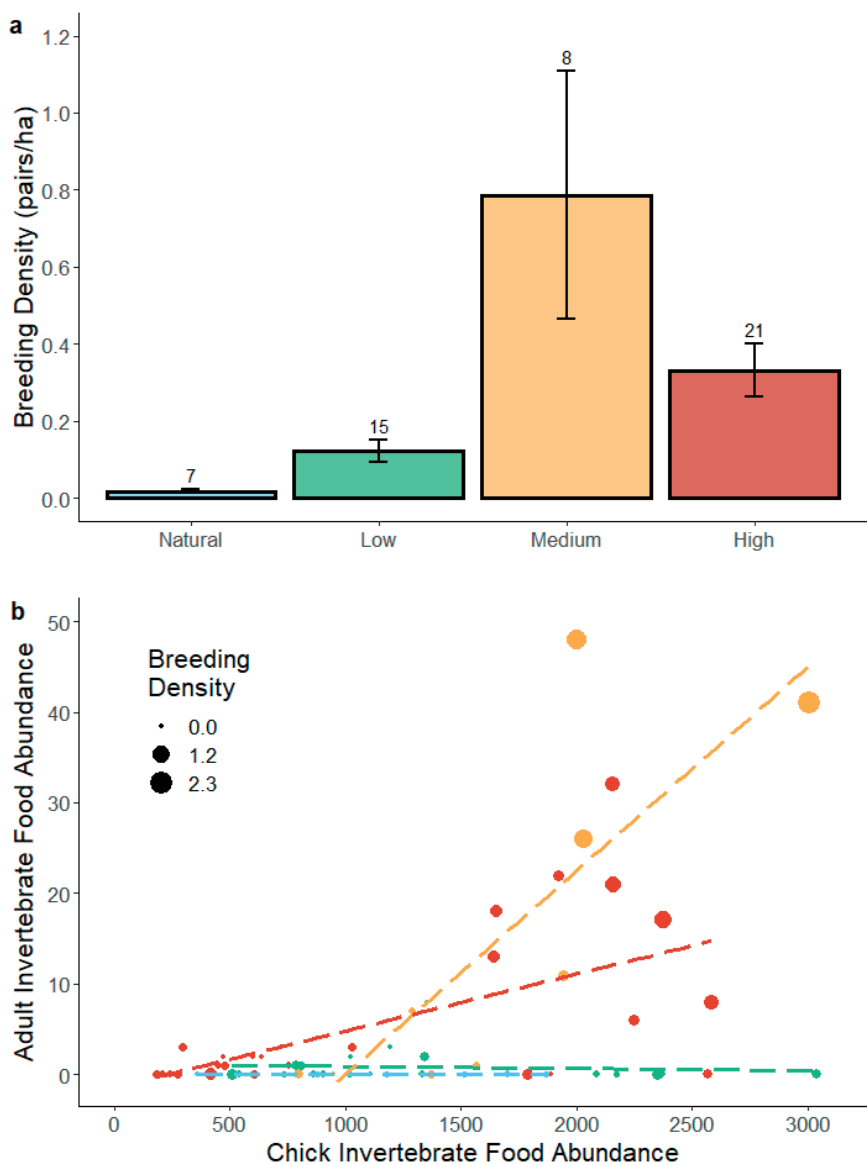 a
1.2
1.0
0.8
0.6
0.4
0.2
0.0
Breeding Density (pairs/ha)
7
15
8
21
Natural Low Medium High
b
50
40
30
20
10
0
Adult Invertebrate Food Abundance
Breeding
Density
0.0
1.2
2.3
0 500 1000 1500 2000 2500 3000
Chick Invertebrate Food Abundance